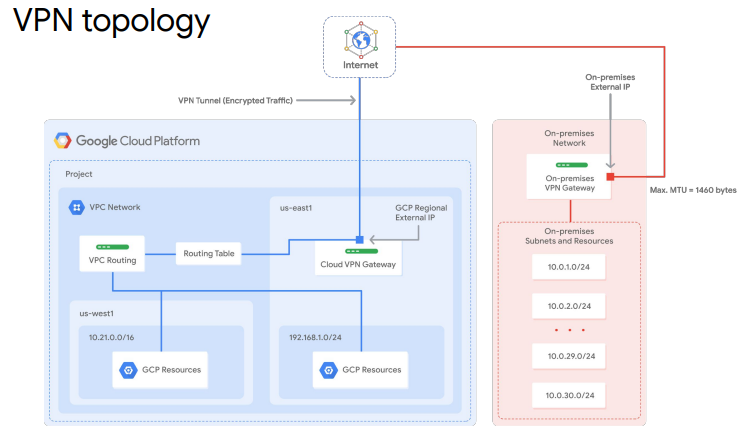 VPN topology
Internet
VPN Tunnel (Encrypted Traffic)
On-premises
External IP
Google Cloud Platform
Project
VPC Network
us-east1
GCP Regional
External IP
VPC Routing
Routing Table
Cloud VPN Gateway
us-west1
10.21.0.0/16
GCP Resources
192.168.1.0/24
GCP Resources
On-premises
Network
On-premises
VPN Gateway
Max. MTU = 1460 bytes
On-premises
Subnets and Resources
10.0.1.0/24
10.0.2.0/24
• • •
10.0.29.0/24
10.0.30.0/24